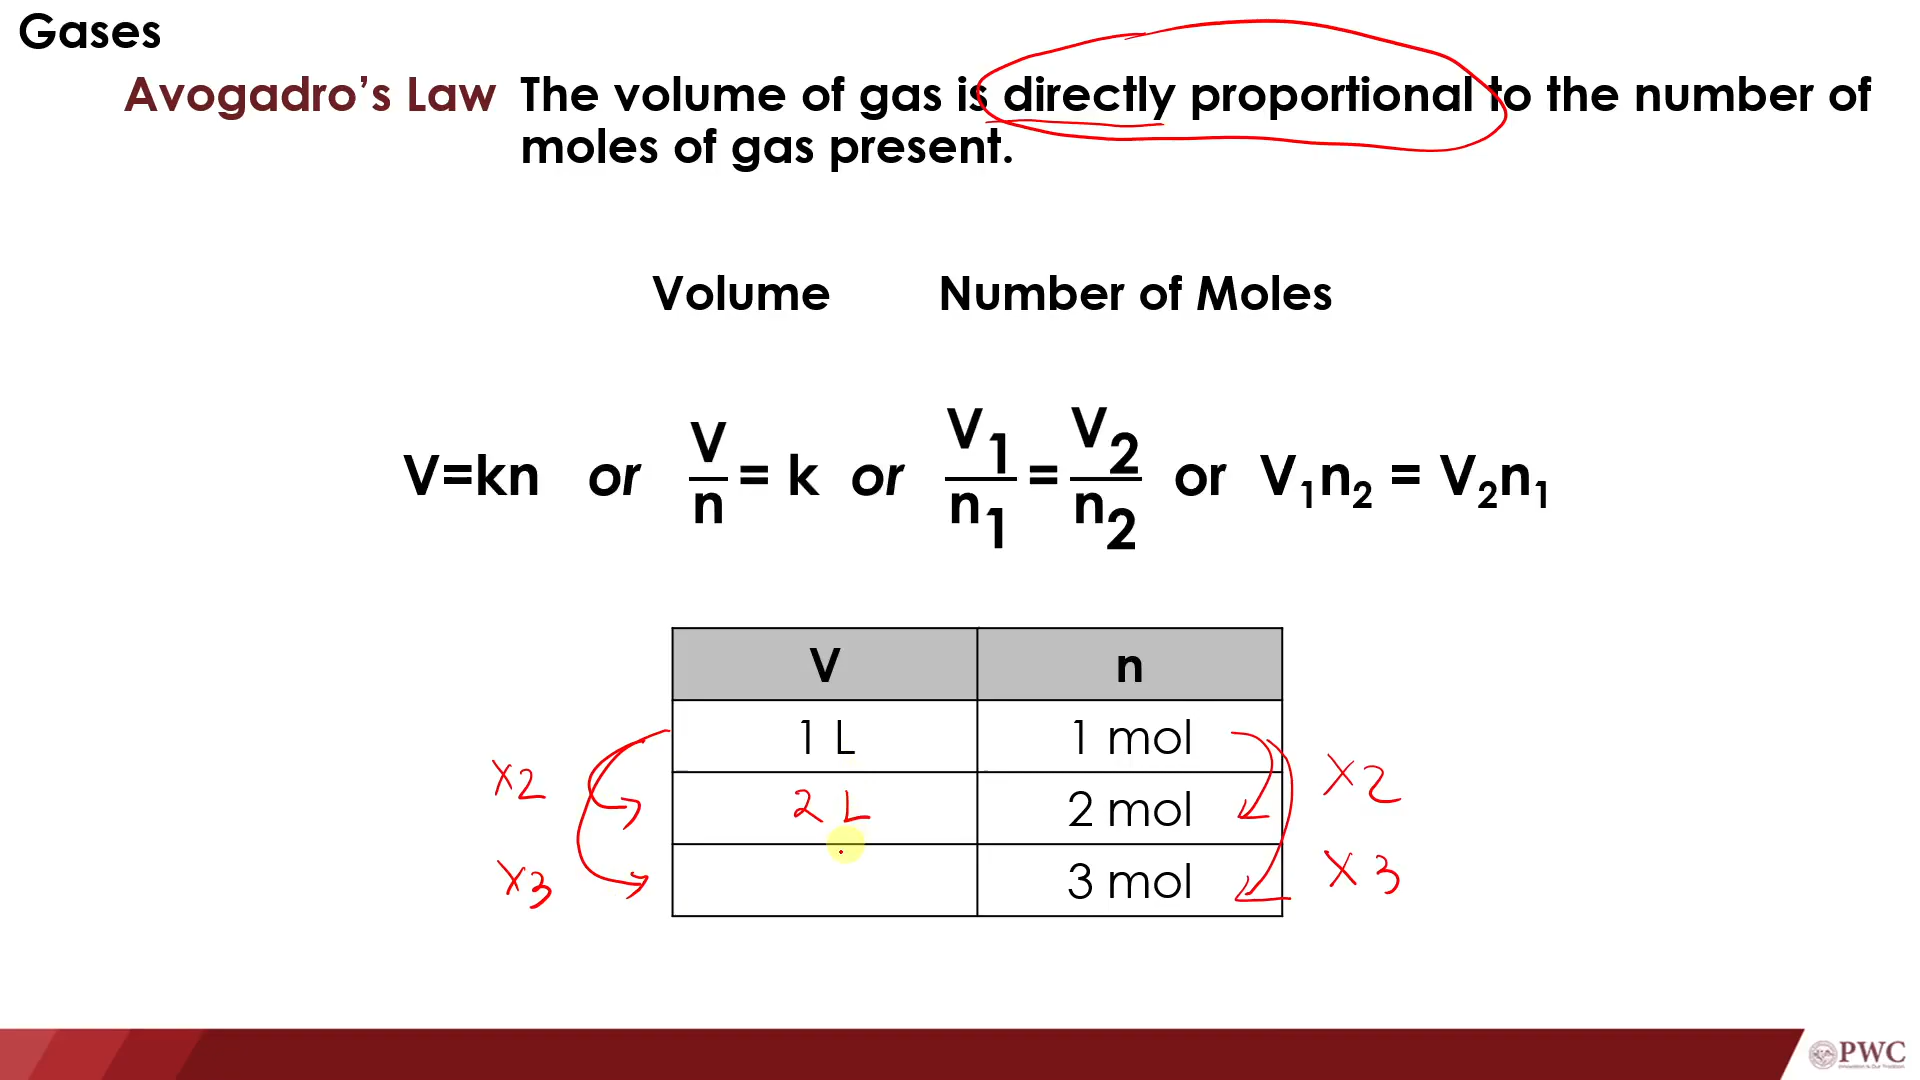 Gases
Avogadro's Law The volume of gas is directly proportional to the number of
moles of gas present.
Volume Number of Moles
V=kn or V/n = k or V₁/n₁ = V₂/n₂ or V₁n₂ = V₂n₁
V n
1 L 1 mol
x2 2 L 2 mol x2
x3 3 mol x3
PWC